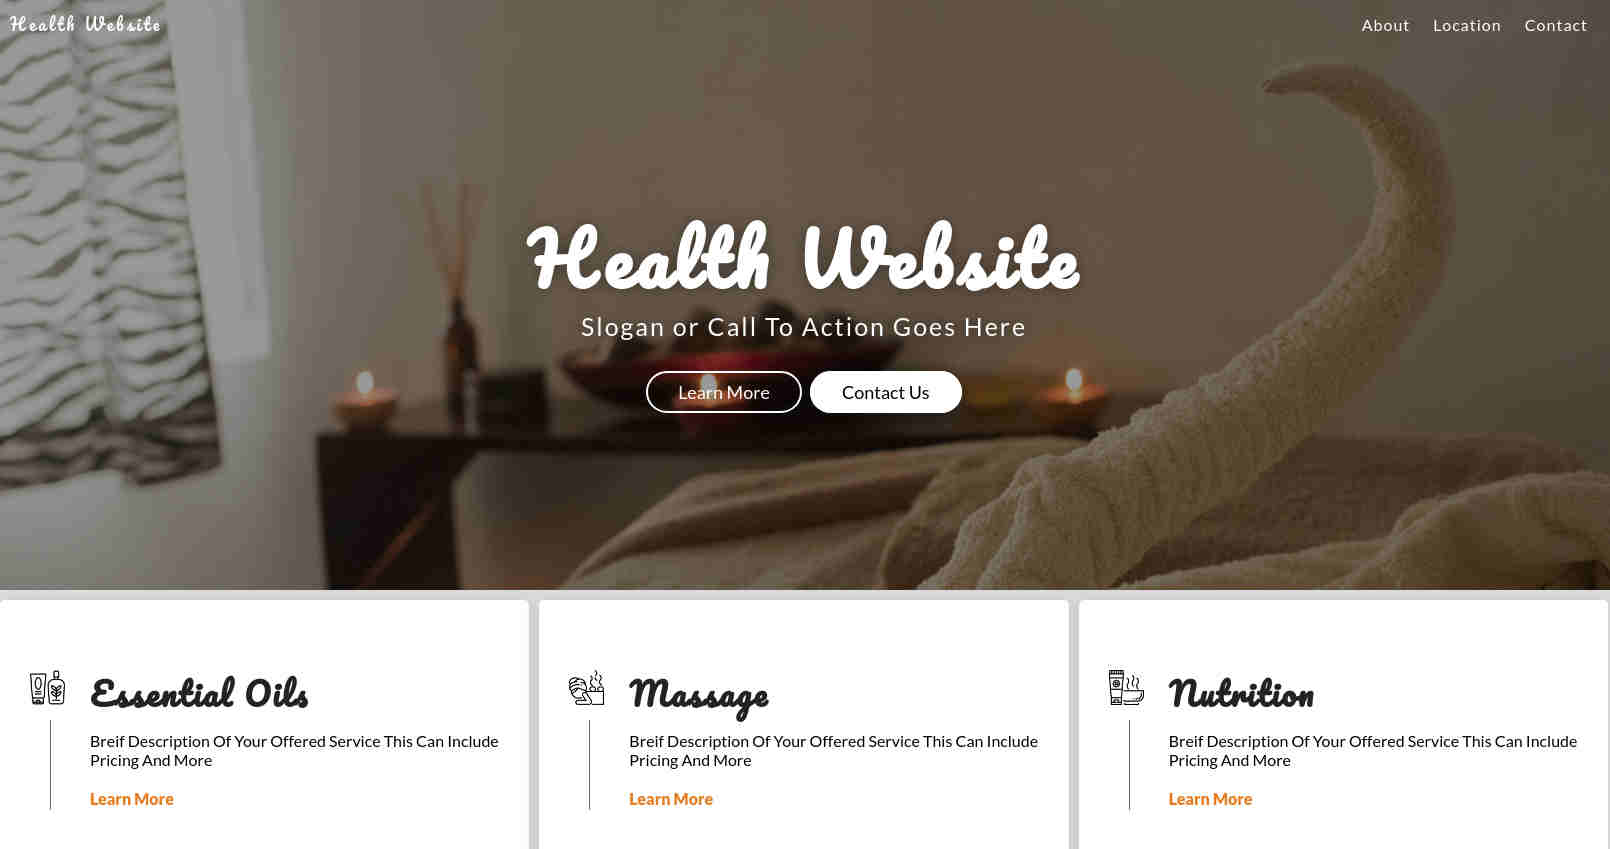 Health Website
About Location Contact
Health Website
Slogan or Call To Action Goes Here
Learn More Contact Us
Essential Oils
Breif Description Of Your Offered Service This Can Include
Pricing And More
Learn More
Massage
Breif Description Of Your Offered Service This Can Include
Pricing And More
Learn More
Nutrition
Breif Description Of Your Offered Service This Can Include
Pricing And More
Learn More